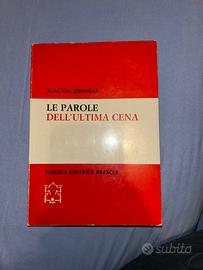 JOACHIM JEREMIAS
LE PAROLE
DELL'ULTIMA CENA
PAIDEIA EDITRICE BRESCIA
subito